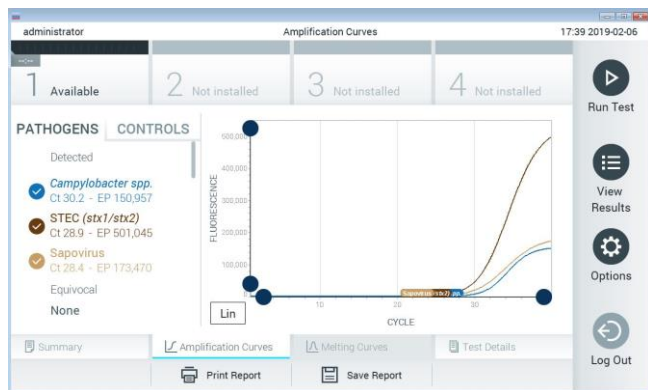 administrator Amplification Curves 17:39 2019-02-06
--:--
1 Available 2 Not installed 3 Not installed 4 Not installed
Run Test
PATHOGENS CONTROLS
Detected
Campylobacter spp.
Ct 30.2 - EP 150,957
STEC (stx1/stx2)
Ct 28.9 - EP 501,045
Sapovirus
Ct 28.4 - EP 173,470
Equivocal
None
FLUORESCENCE
600,000
400,000
300,000
200,000
100,000
0
Sapovirus stx2) spp.
10 20 30
CYCLE
Lin
View
Results
Options
Log Out
Summary Amplification Curves Melting Curves Test Details
Print Report Save Report